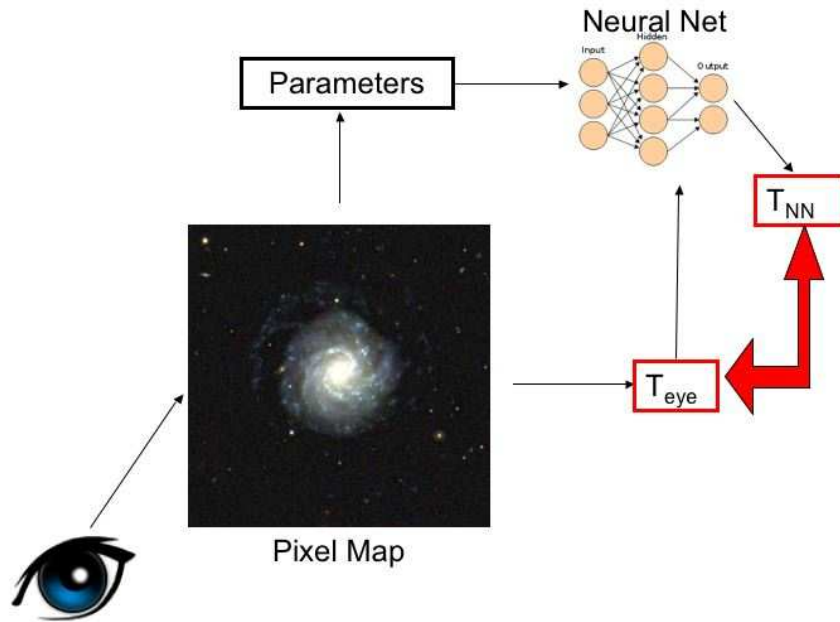 Neural Net
Hidden
Input
Output
Parameters
T_NN
T_eye
Pixel Map